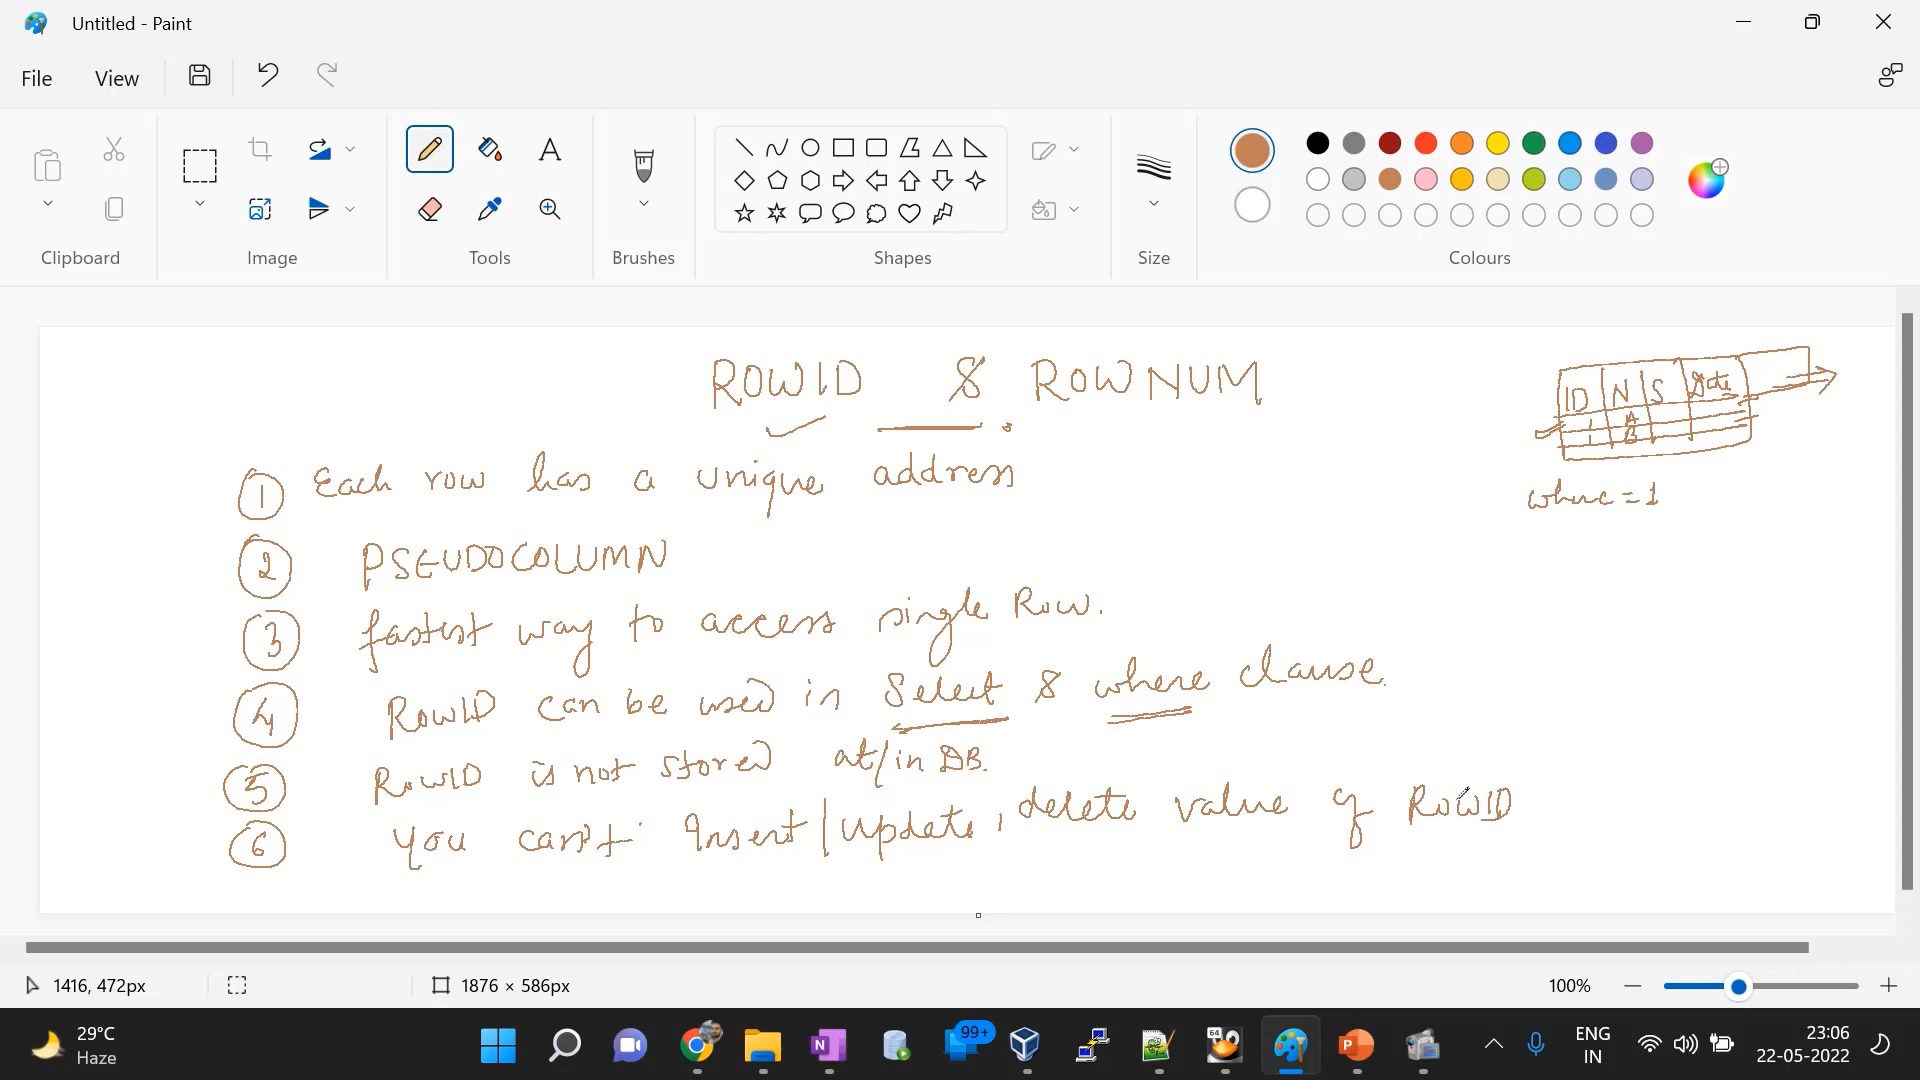 Untitled - Paint
File View
Clipboard Image Tools Brushes Shapes Size Colours
ROWID & ROWNUM
ID N S Date
1 A
B
where = 1
1 Each row has a unique address
2 PSEUDOCOLUMN
3 fastest way to access single Row.
4 ROWID can be used in Select & where clause.
5 ROWID is not stored at/in DB.
6 You can't Insert | Update, delete value of ROWID
1416, 472px 1876 × 586px 100%
29°C
Haze
99+
64
ENG
IN
23:06
22-05-2022